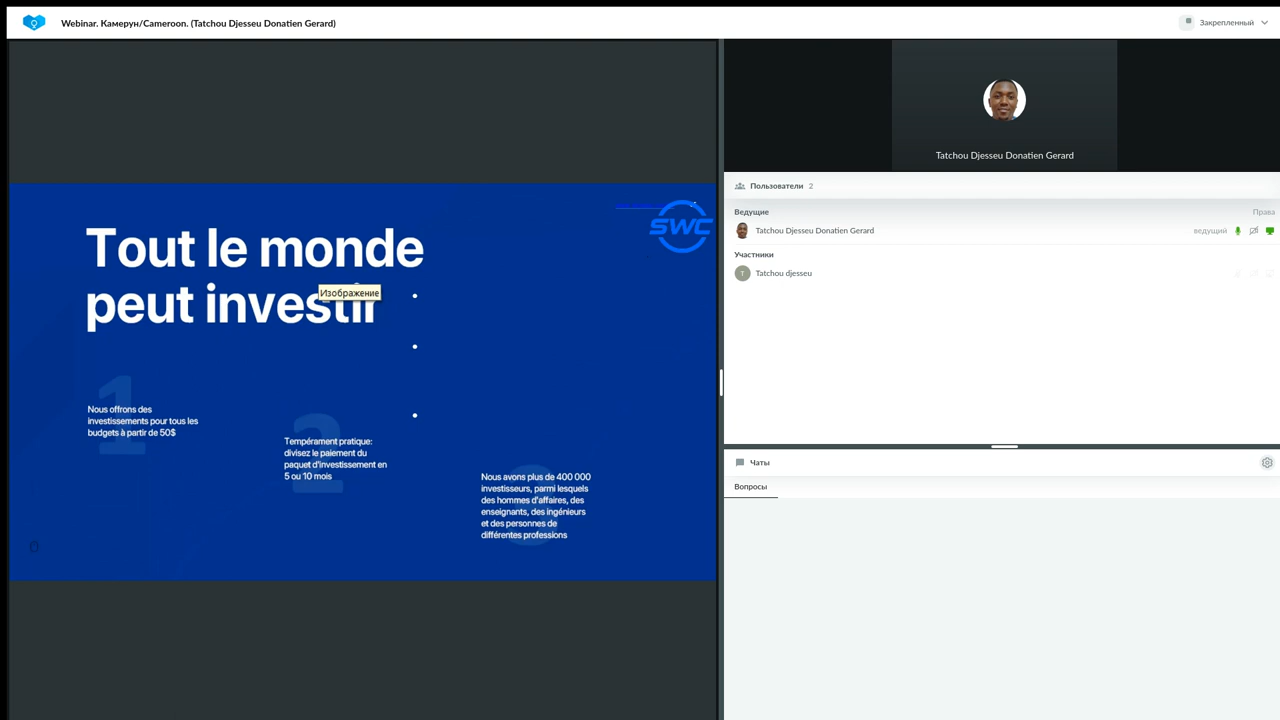 Webinar. Камерун/Cameroon. (Tatchou Djesseu Donatien Gerard)
Закрепленный
SWC
Tout le monde
peut investir
Изображение
1
Nous offrons des
investissements pour tous les
budgets à partir de 50$
2
Tempérament pratique:
divisez le paiement du
paquet d'investissement en
5 ou 10 mois
3
Nous avons plus de 400 000
investisseurs, parmi lesquels
des hommes d'affaires, des
enseignants, des ingénieurs
et des personnes de
différentes professions
Tatchou Djesseu Donatien Gerard
Пользователи 2
Ведущие Права
Tatchou Djesseu Donatien Gerard ведущий
Участники
T Tatchou djesseu
Чаты
Вопросы